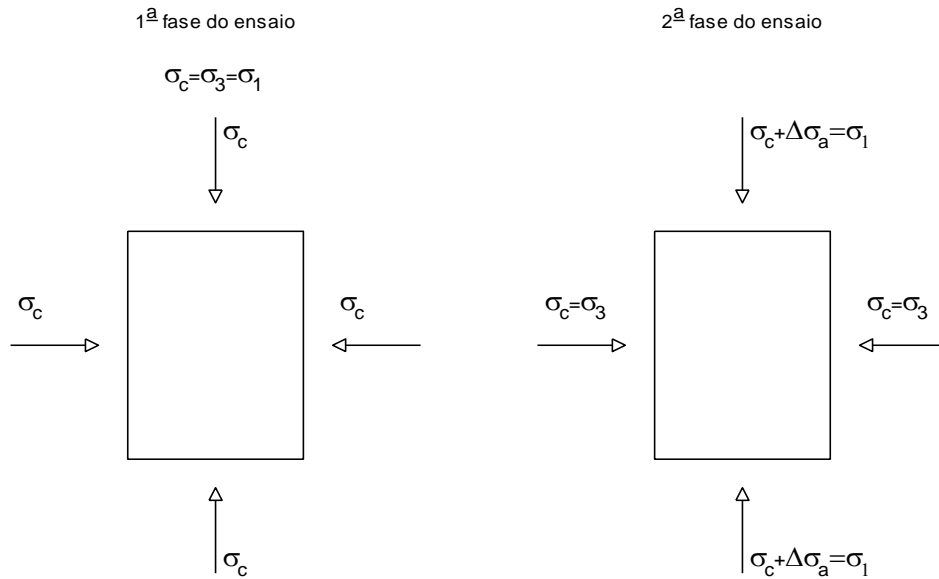 1ª fase do ensaio
σc=σ3=σ1
σc
σc
σc
σc
2ª fase do ensaio
σc+Δσa=σ1
σc=σ3
σc=σ3
σc+Δσa=σ1